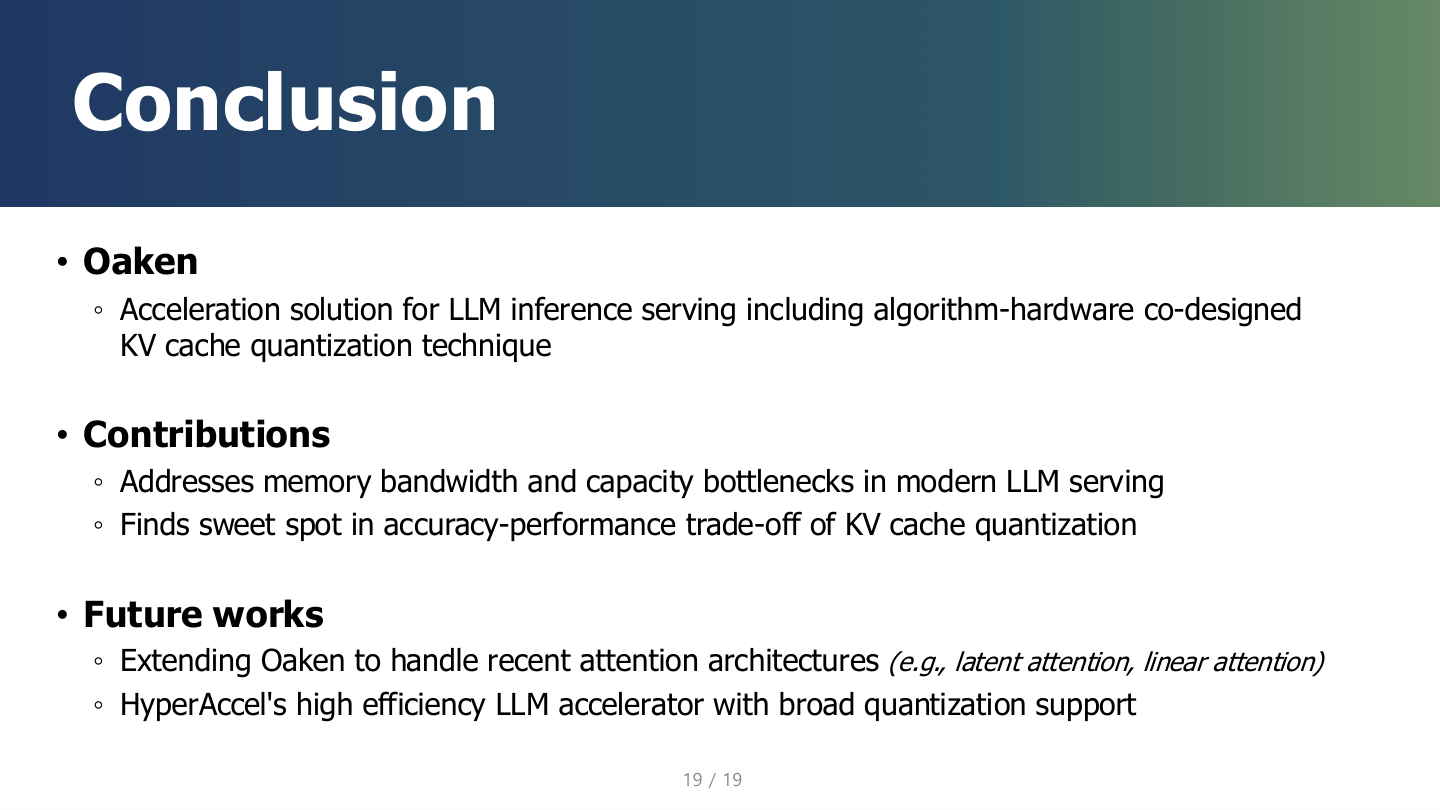 Conclusion
• Oaken
◦ Acceleration solution for LLM inference serving including algorithm-hardware co-designed
KV cache quantization technique
• Contributions
◦ Addresses memory bandwidth and capacity bottlenecks in modern LLM serving
◦ Finds sweet spot in accuracy-performance trade-off of KV cache quantization
• Future works
◦ Extending Oaken to handle recent attention architectures (e.g., latent attention, linear attention)
◦ HyperAccel's high efficiency LLM accelerator with broad quantization support
19 / 19